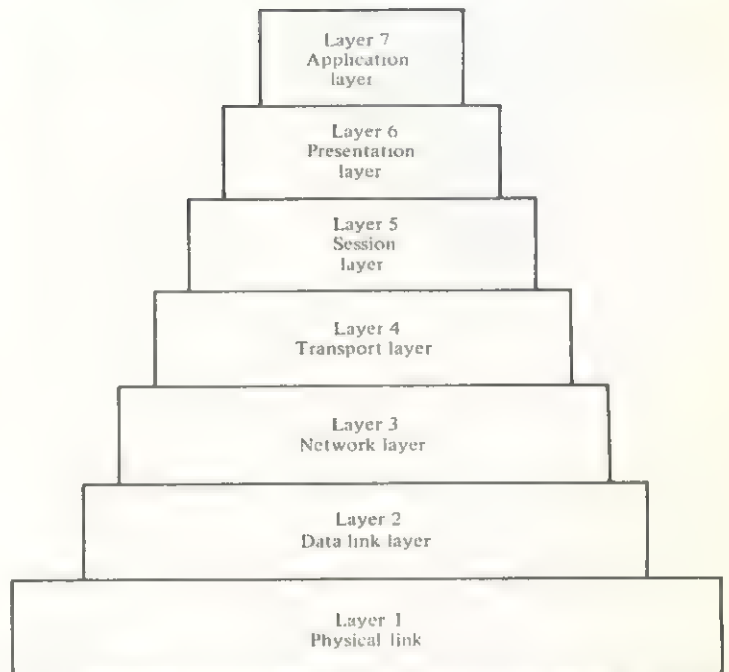 Layer 7
Application
layer
Layer 6
Presentation
layer
Layer 5
Session
layer
Layer 4
Transport layer
Layer 3
Network layer
Layer 2
Data link layer
Layer 1
Physical link